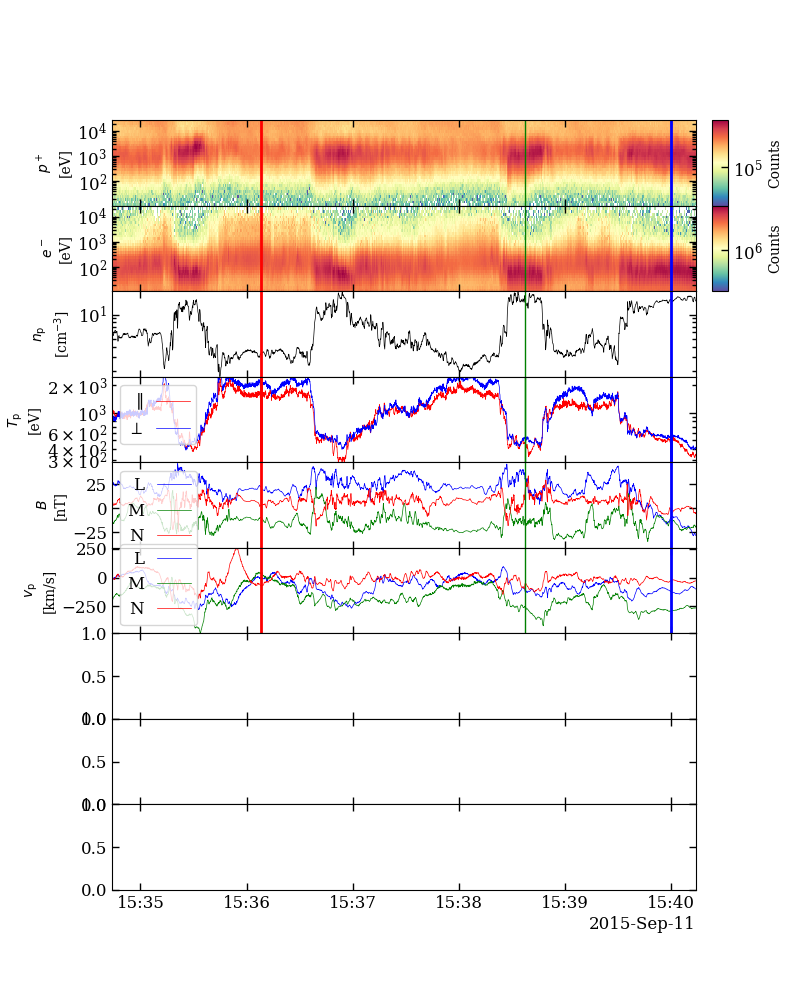 10⁴
10³
10²
p⁺
[eV]
10⁵
Counts
10⁴
10³
10²
e⁻
[eV]
10⁶
Counts
10¹
nₚ
[cm⁻³]
2 × 10³
10³
6 × 10²
4 × 10²
3 × 10²
Tₚ
[eV]
∥
⊥
25
0
−25
B
[nT]
L
M
N
250
0
−250
vₚ
[km/s]
L
M
N
1.0
0.5
0.0
1.0
0.5
0.0
1.0
0.5
0.0
15:35 15:36 15:37 15:38 15:39 15:40
2015-Sep-11